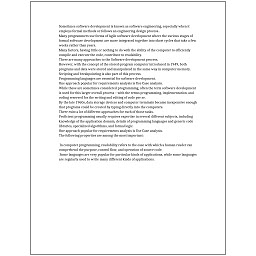 Sometimes software development is known as software engineering, especially when it
employs formal methods or follows an engineering design process.
Many programmers use forms of Agile software development where the various stages of
formal software development are more integrated together into short cycles that take a few
weeks rather than years.
Many factors, having little or nothing to do with the ability of the computer to efficiently
compile and execute the code, contribute to readability.
There are many approaches to the Software development process.
However, with the concept of the stored-program computer introduced in 1949, both
programs and data were stored and manipulated in the same way in computer memory.
Scripting and breakpointing is also part of this process.
Programming languages are essential for software development.
One approach popular for requirements analysis is Use Case analysis.
While these are sometimes considered programming, often the term software development
is used for this larger overall process – with the terms programming, implementation, and
coding reserved for the writing and editing of code per se.
By the late 1960s, data storage devices and computer terminals became inexpensive enough
that programs could be created by typing directly into the computers.
There exist a lot of different approaches for each of those tasks.
Proficient programming usually requires expertise in several different subjects, including
knowledge of the application domain, details of programming languages and generic code
libraries, specialized algorithms, and formal logic.
One approach popular for requirements analysis is Use Case analysis.
The following properties are among the most important:
In computer programming, readability refers to the ease with which a human reader can
comprehend the purpose, control flow, and operation of source code.
Some languages are very popular for particular kinds of applications, while some languages
are regularly used to write many different kinds of applications.